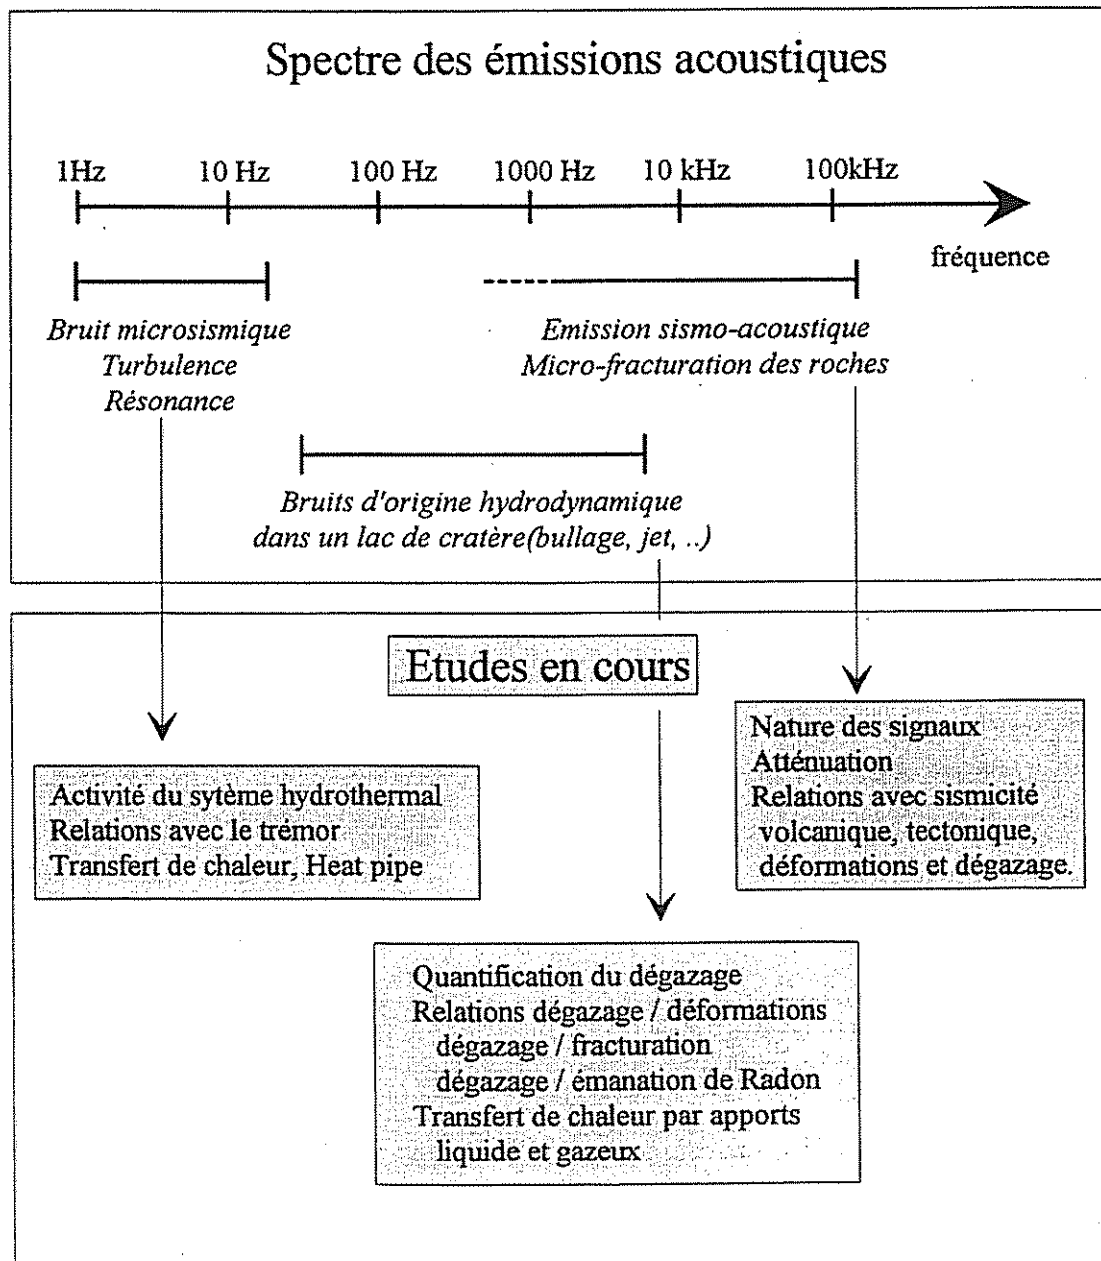 Spectre des émissions acoustiques
1Hz 10 Hz 100 Hz 1000 Hz 10 kHz 100kHz
fréquence
Bruit microsismique
Turbulence
Résonance
Emission sismo-acoustique
Micro-fracturation des roches
Bruits d'origine hydrodynamique
dans un lac de cratère(bullage, jet, ..)
Etudes en cours
Activité du sytème hydrothermal
Relations avec le trémor
Transfert de chaleur, Heat pipe
Nature des signaux
Atténuation
Relations avec sismicité
volcanique, tectonique,
déformations et dégazage.
Quantification du dégazage
Relations dégazage / déformations
dégazage / fracturation
dégazage / émanation de Radon
Transfert de chaleur par apports
liquide et gazeux